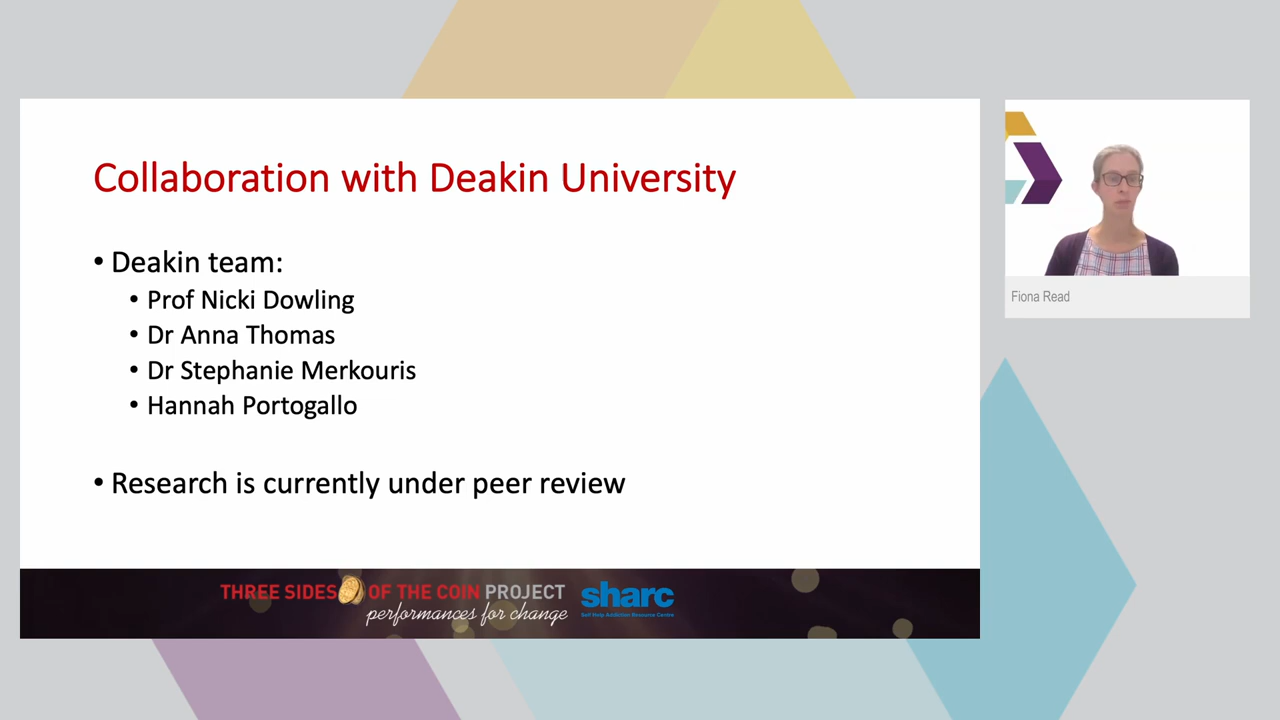 Collaboration with Deakin University
• Deakin team:
• Prof Nicki Dowling
• Dr Anna Thomas
• Dr Stephanie Merkouris
• Hannah Portogallo
• Research is currently under peer review
Fiona Read
THREE SIDES OF THE COIN PROJECT
performances for change
sharc
Self Help Addiction Resource Centre